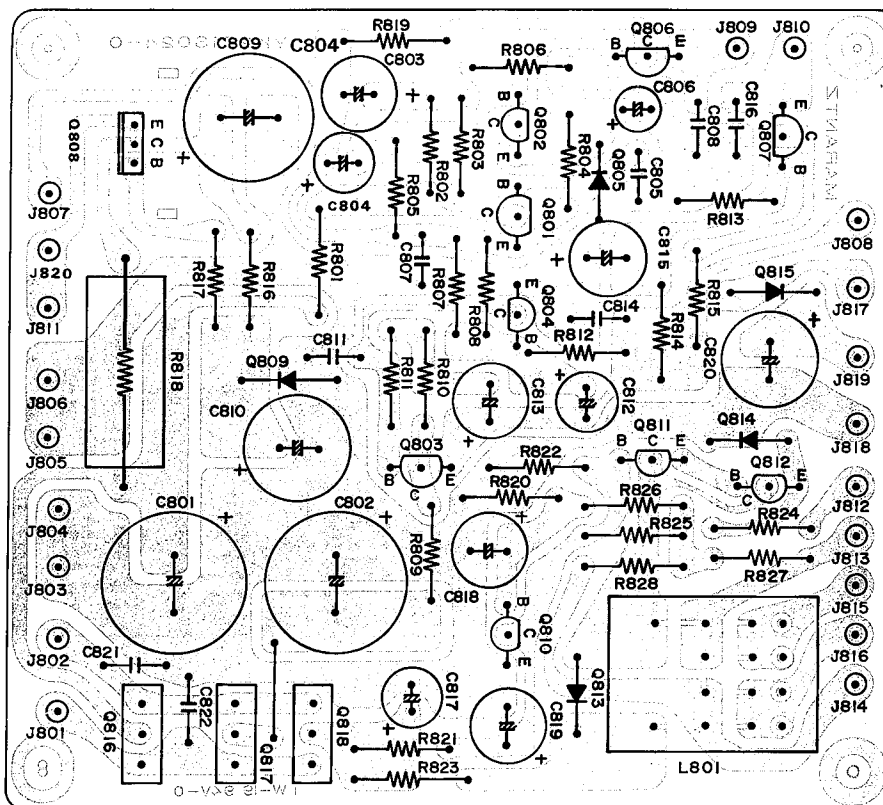 R819
Q806
J809 J810
C809 C804
C803
R806
B C E
C806
C808
C816
E
C
B
Q807
MARANTZ
Q808
E C B
R802
R803
B
C
E
Q802
R804
Q805
C805
C804
R805
B
C
E
Q801
R813
J807
J808
J820
R817
R816
R801
C807
R807
R808
E
C
B
Q804
C815
R815
Q815
J817
J811
C814
R814
R818
C811
R812
C820
J819
Q809
R811
R810
J806
C813
C812
C810
Q811
Q814
J818
J805
Q803
B C E
R822
B C E
Q812
B C E
R820
R826
J812
C801
C802
R824
J804
R825
J813
R809
C818
R828
R827
J803
J815
B
C
E
Q810
J802
C821
J816
C822
C817
C819
Q813
J814
J801
Q816
Q817
Q818
R821
R823
L801